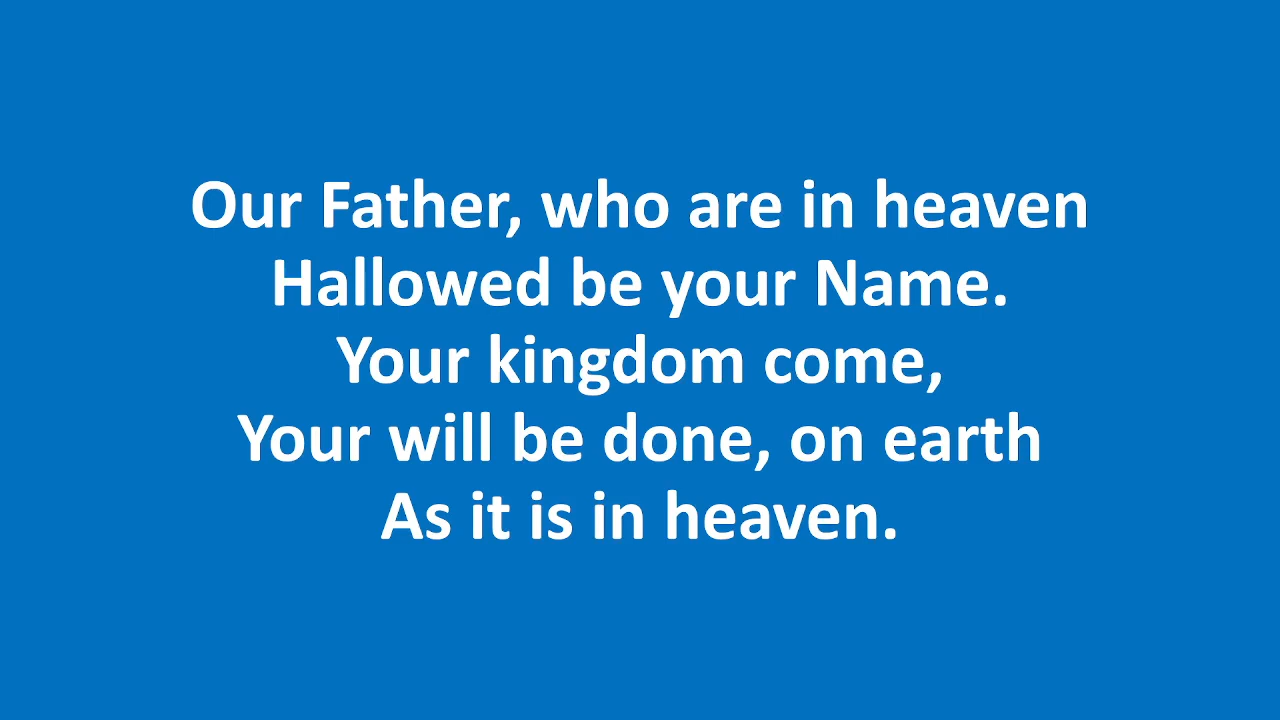 Our Father, who are in heaven
Hallowed be your Name.
Your kingdom come,
Your will be done, on earth
As it is in heaven.